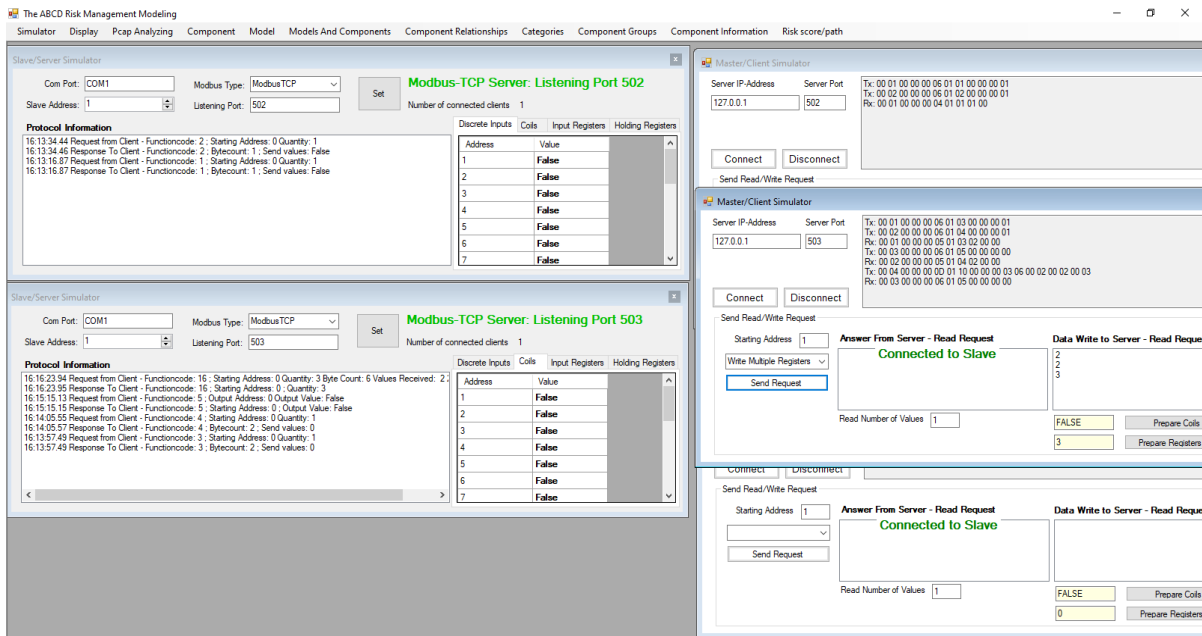 The ABCD Risk Management Modeling
Simulator Display Pcap Analyzing Component Model Models And Components Component Relationships Categories Component Groups Component Information Risk score/path
Slave/Server Simulator
Com Port: COM1 Modbus Type: ModbusTCP Set Modbus-TCP Server: Listening Port 502
Slave Address: 1 Listening Port: 502 Number of connected clients 1
Protocol Information
16:13:34.44 Request from Client - Functioncode: 2 ; Starting Address: 0 Quantity: 1
16:13:34.46 Response To Client - Functioncode: 2 ; Bytecount: 1 ; Send values: False
16:13:16.87 Request from Client - Functioncode: 1 ; Starting Address: 0 Quantity: 1
16:13:16.87 Response To Client - Functioncode: 1 ; Bytecount: 1 ; Send values: False
Discrete Inputs Coils Input Registers Holding Registers
Address Value
1 False
2 False
3 False
4 False
5 False
6 False
7 False
Slave/Server Simulator
Com Port: COM1 Modbus Type: ModbusTCP Set Modbus-TCP Server: Listening Port 503
Slave Address: 1 Listening Port: 503 Number of connected clients 1
Protocol Information
16:16:23.94 Request from Client - Functioncode: 16 ; Starting Address: 0 Quantity: 3 Byte Count: 6 Values Received: 2
16:16:23.95 Response To Client - Functioncode: 16 ; Starting Address: 0 ; Quantity: 3
16:15:15.13 Request from Client - Functioncode: 5 ; Output Address: 0 Output Value: False
16:15:15.15 Response To Client - Functioncode: 5 ; Starting Address: 0 ; Output Value: False
16:14:05.55 Request from Client - Functioncode: 4 ; Starting Address: 0 Quantity: 1
16:14:05.57 Response To Client - Functioncode: 4 ; Bytecount: 2 ; Send values: 0
16:13:57.49 Request from Client - Functioncode: 3 ; Starting Address: 0 Quantity: 1
16:13:57.49 Response To Client - Functioncode: 3 ; Bytecount: 2 ; Send values: 0
Discrete Inputs Coils Input Registers Holding Registers
Address Value
1 False
2 False
3 False
4 False
5 False
6 False
7 False
Master/Client Simulator
Server IP-Address Server Port
127.0.0.1 502
Tx: 00 01 00 00 00 06 01 01 00 00 00 01
Tx: 00 02 00 00 00 06 01 02 00 00 00 01
Rx: 00 01 00 00 00 04 01 01 01 00
Connect Disconnect
Send Read/Write Request
Master/Client Simulator
Server IP-Address Server Port
127.0.0.1 503
Tx: 00 01 00 00 00 06 01 03 00 00 00 01
Tx: 00 02 00 00 00 06 01 04 00 00 00 01
Rx: 00 01 00 00 00 05 01 03 02 00 00
Tx: 00 03 00 00 00 06 01 05 00 00 00 00
Rx: 00 02 00 00 00 05 01 04 02 00 00
Tx: 00 04 00 00 00 0D 01 10 00 00 00 03 06 00 02 00 02 00 03
Rx: 00 03 00 00 00 06 01 05 00 00 00 00
Connect Disconnect
Send Read/Write Request
Starting Address 1 Answer From Server - Read Request Data Write to Server - Read Reque
Connected to Slave
Write Multiple Registers
Send Request
2
2
3
Read Number of Values 1
FALSE Prepare Coils
3 Prepare Registers
Connect Disconnect
Send Read/Write Request
Starting Address 1 Answer From Server - Read Request Data Write to Server - Read Reque
Connected to Slave
Send Request
Read Number of Values 1
FALSE Prepare Coils
0 Prepare Registers